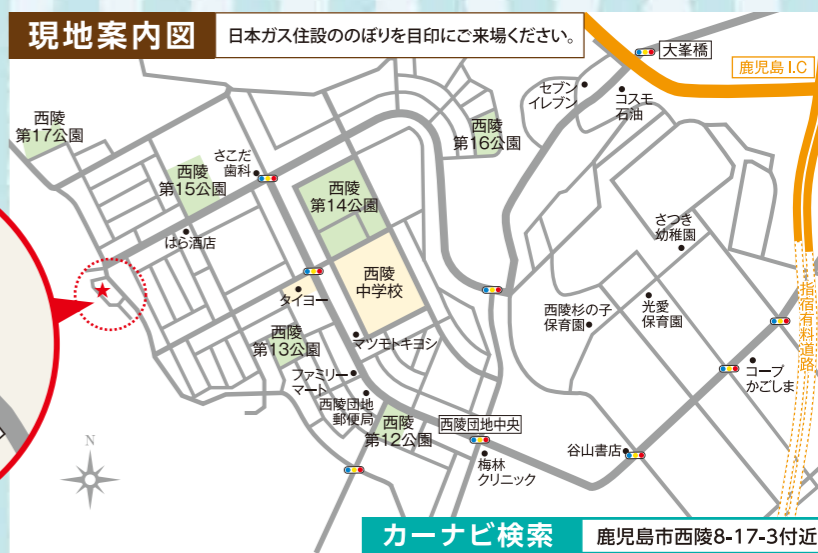 現地案内図
日本ガス住設ののぼりを目印にご来場ください。
大峯橋
鹿児島I.C
セブン
イレブン
コスモ
石油
西陵
第17公園
西陵
第16公園
さこだ
歯科
西陵
第15公園
西陵
第14公園
はら酒店
さつき
幼稚園
西陵
中学校
タイヨー
西陵杉の子
保育園
光愛
保育園
指宿有料道路
西陵
第13公園
マツモトキヨシ
ファミリー
マート
コープ
かごしま
西陵団地
郵便局
西陵
第12公園
西陵団地中央
谷山書店
梅林
クリニック
N
カーナビ検索
鹿児島市西陵8-17-3付近